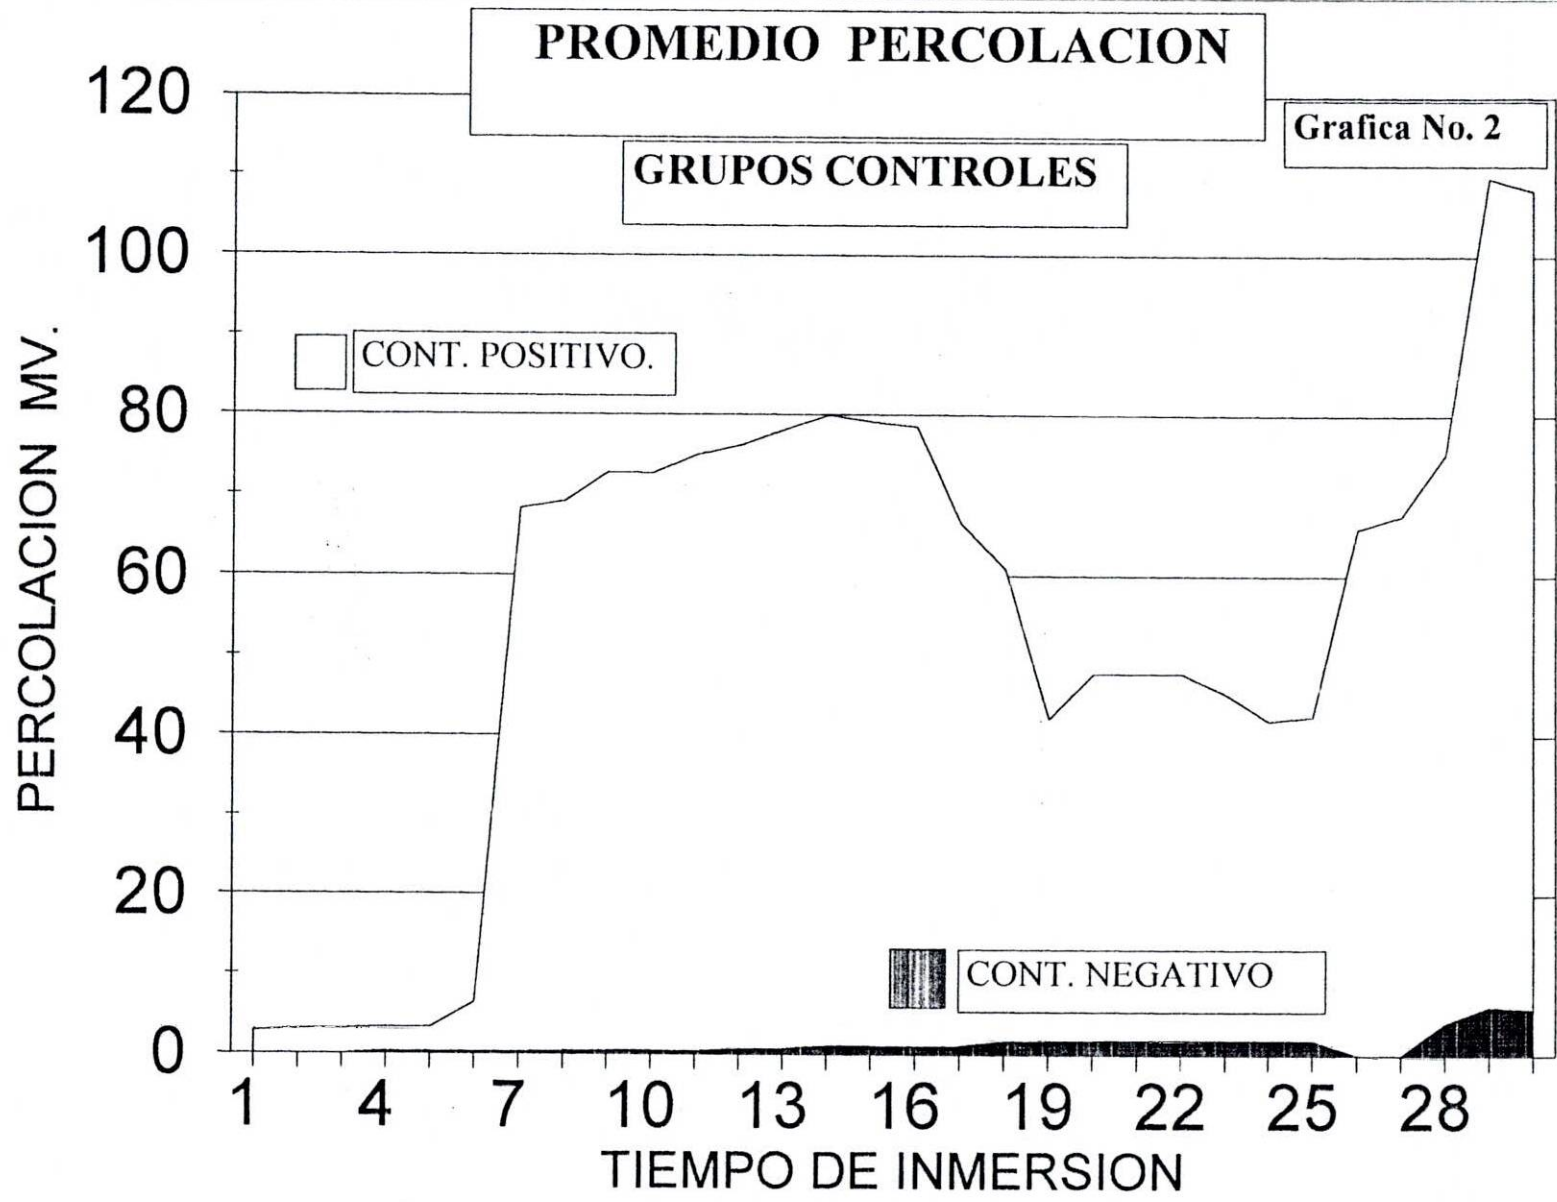 PROMEDIO PERCOLACION
Grafica No. 2
GRUPOS CONTROLES
120
100
80
60
40
20
0
PERCOLACION MV.
CONT. POSITIVO.
CONT. NEGATIVO
1 4 7 10 13 16 19 22 25 28
TIEMPO DE INMERSION